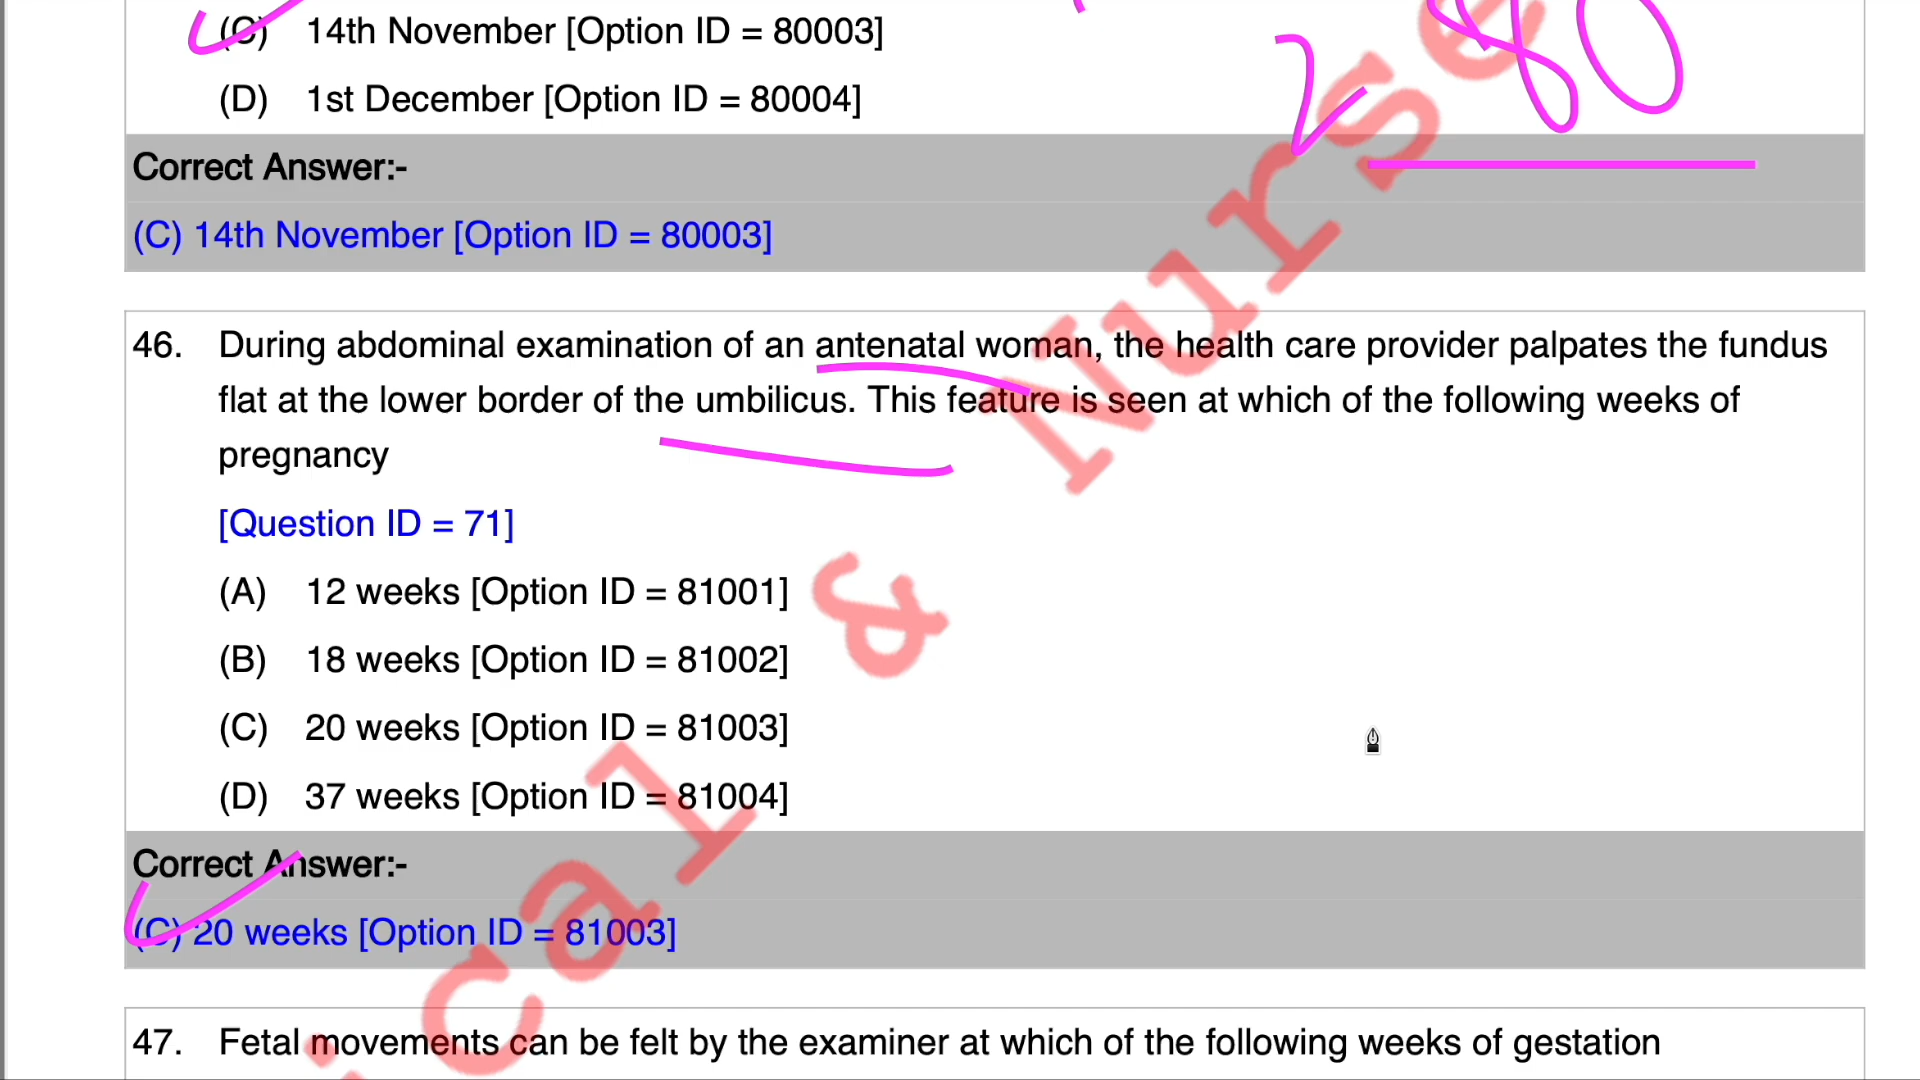 (C) 14th November [Option ID = 80003]
(D) 1st December [Option ID = 80004]
Correct Answer:-
(C) 14th November [Option ID = 80003]
46. During abdominal examination of an antenatal woman, the health care provider palpates the fundus
flat at the lower border of the umbilicus. This feature is seen at which of the following weeks of
pregnancy
[Question ID = 71]
(A) 12 weeks [Option ID = 81001]
(B) 18 weeks [Option ID = 81002]
(C) 20 weeks [Option ID = 81003]
(D) 37 weeks [Option ID = 81004]
Correct Answer:-
(C) 20 weeks [Option ID = 81003]
47. Fetal movements can be felt by the examiner at which of the following weeks of gestation
ical & Nurse